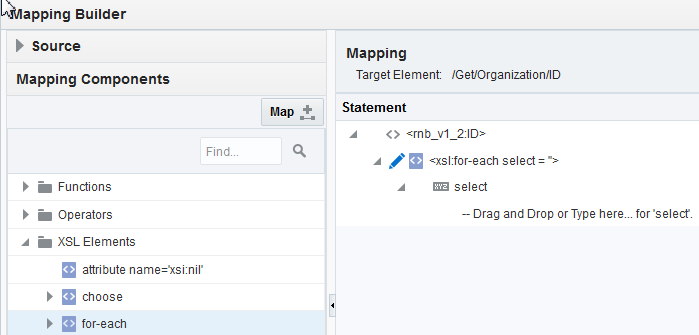 Mapping Builder
Source
Mapping Components
Map
Find...
Functions
Operators
XSL Elements
attribute name='xsi:nil'
choose
for-each
Mapping
Target Element: /Get/Organization/ID
Statement
<rnb_v1_2:ID>
<xsl:for-each select = ''>
XYZ select
-- Drag and Drop or Type here... for 'select'.